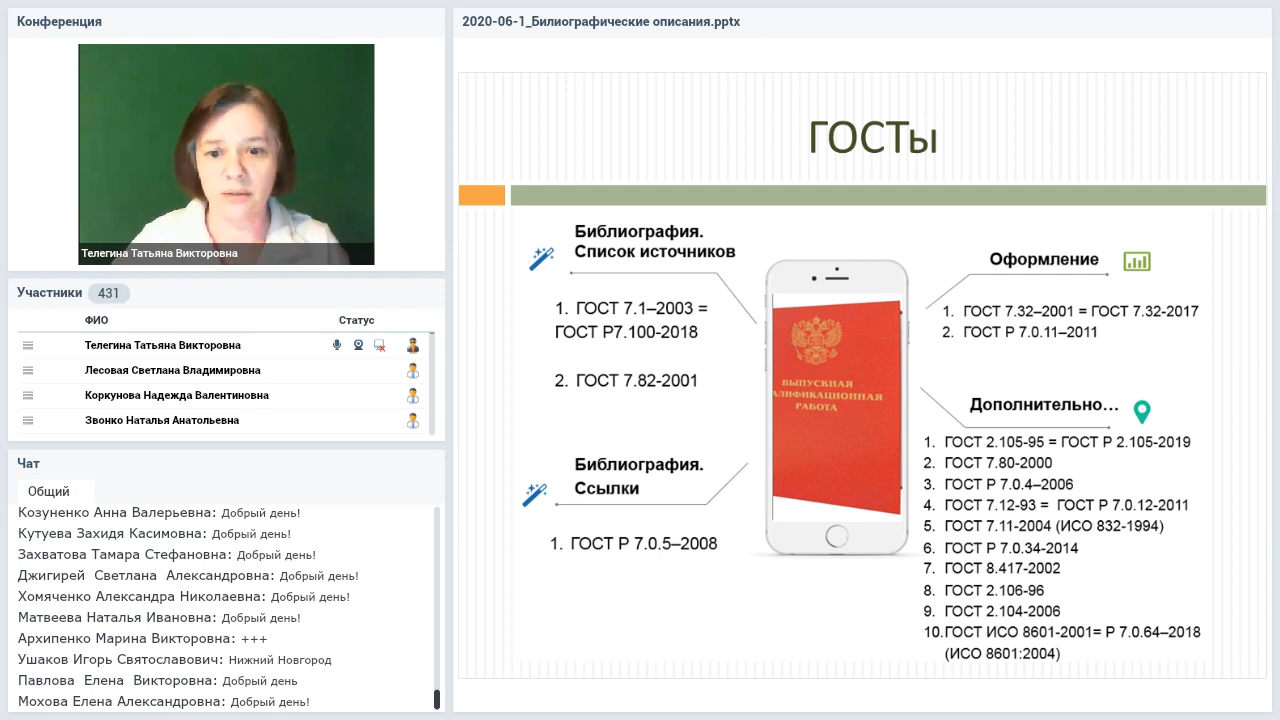 Конференция
Телегина Татьяна Викторовна
Участники 431
ФИО Статус
Телегина Татьяна Викторовна
Лесовая Светлана Владимировна
Коркунова Надежда Валентиновна
Звонко Наталья Анатольевна
Чат
Общий
Козуненко Анна Валерьевна: Добрый день!
Кутуева Захидя Касимовна: Добрый день!
Захватова Тамара Стефановна: Добрый день!
Джигирей Светлана Александровна: Добрый день!
Хомяченко Александра Николаевна: Добрый день!
Матвеева Наталья Ивановна: Добрый день!
Архипенко Марина Викторовна: +++
Ушаков Игорь Святославович: Нижний Новгород
Павлова Елена Викторовна: Добрый день
Мохова Елена Александровна: Добрый день!
2020-06-1_Билиографические описания.pptx
ГОСТы
Библиография.
Список источников
1. ГОСТ 7.1–2003 =
ГОСТ Р7.100-2018
2. ГОСТ 7.82-2001
Библиография.
Ссылки
1. ГОСТ Р 7.0.5–2008
ВЫПУСКНАЯ
АЛИФИКАЦИОННАЯ
РАБОТА
Оформление
1. ГОСТ 7.32–2001 = ГОСТ 7.32-2017
2. ГОСТ Р 7.0.11–2011
Дополнительно...
1. ГОСТ 2.105-95 = ГОСТ Р 2.105-2019
2. ГОСТ 7.80-2000
3. ГОСТ Р 7.0.4–2006
4. ГОСТ 7.12-93 = ГОСТ Р 7.0.12-2011
5. ГОСТ 7.11-2004 (ИСО 832-1994)
6. ГОСТ Р 7.0.34-2014
7. ГОСТ 8.417-2002
8. ГОСТ 2.106-96
9. ГОСТ 2.104-2006
10.ГОСТ ИСО 8601-2001= Р 7.0.64–2018
(ИСО 8601:2004)